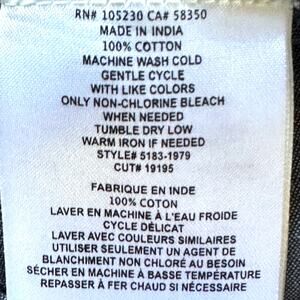 RN# 105230 CA# 58350
MADE IN INDIA
100% COTTON
MACHINE WASH COLD
GENTLE CYCLE
WITH LIKE COLORS
ONLY NON-CHLORINE BLEACH
WHEN NEEDED
TUMBLE DRY LOW
WARM IRON IF NEEDED
STYLE# 5183-1979
CUT# 19195
FABRIQUE EN INDE
100% COTON
LAVER EN MACHINE À L'EAU FROIDE
CYCLE DÉLICAT
LAVER AVEC COULEURS SIMILAIRES
UTILISER SEULEMENT UN AGENT DE
BLANCHIMENT NON CHLORÉ AU BESOIN
SÉCHER EN MACHINE À BASSE TEMPÉRATURE
REPASSER À FER CHAUD SI NÉCESSAIRE